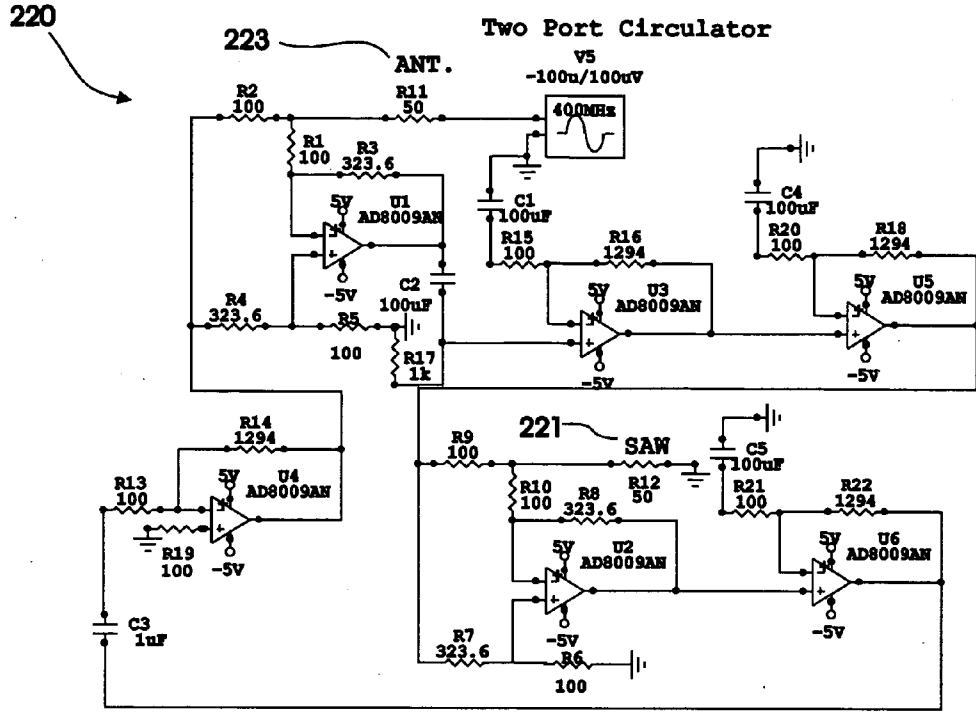 220
Two Port Circulator
223
ANT.
V5
-100u/100uV
400MHz
R2
100
R11
50
R1
100
R3
323.6
U1
AD8009AN
5V
-5V
C1
100uF
C4
100uF
R15
100
R16
1294
R20
100
R18
1294
C2
100uF
R4
323.6
R5
100
R17
1k
U3
AD8009AN
5V
-5V
U5
AD8009AN
5V
-5V
R14
1294
R13
100
U4
AD8009AN
5V
-5V
R19
100
221
SAW
R9
100
R12
50
C5
100uF
R10
100
R8
323.6
R21
100
R22
1294
U2
AD8009AN
5V
-5V
U6
AD8009AN
5V
-5V
C3
1uF
R7
323.6
R6
100